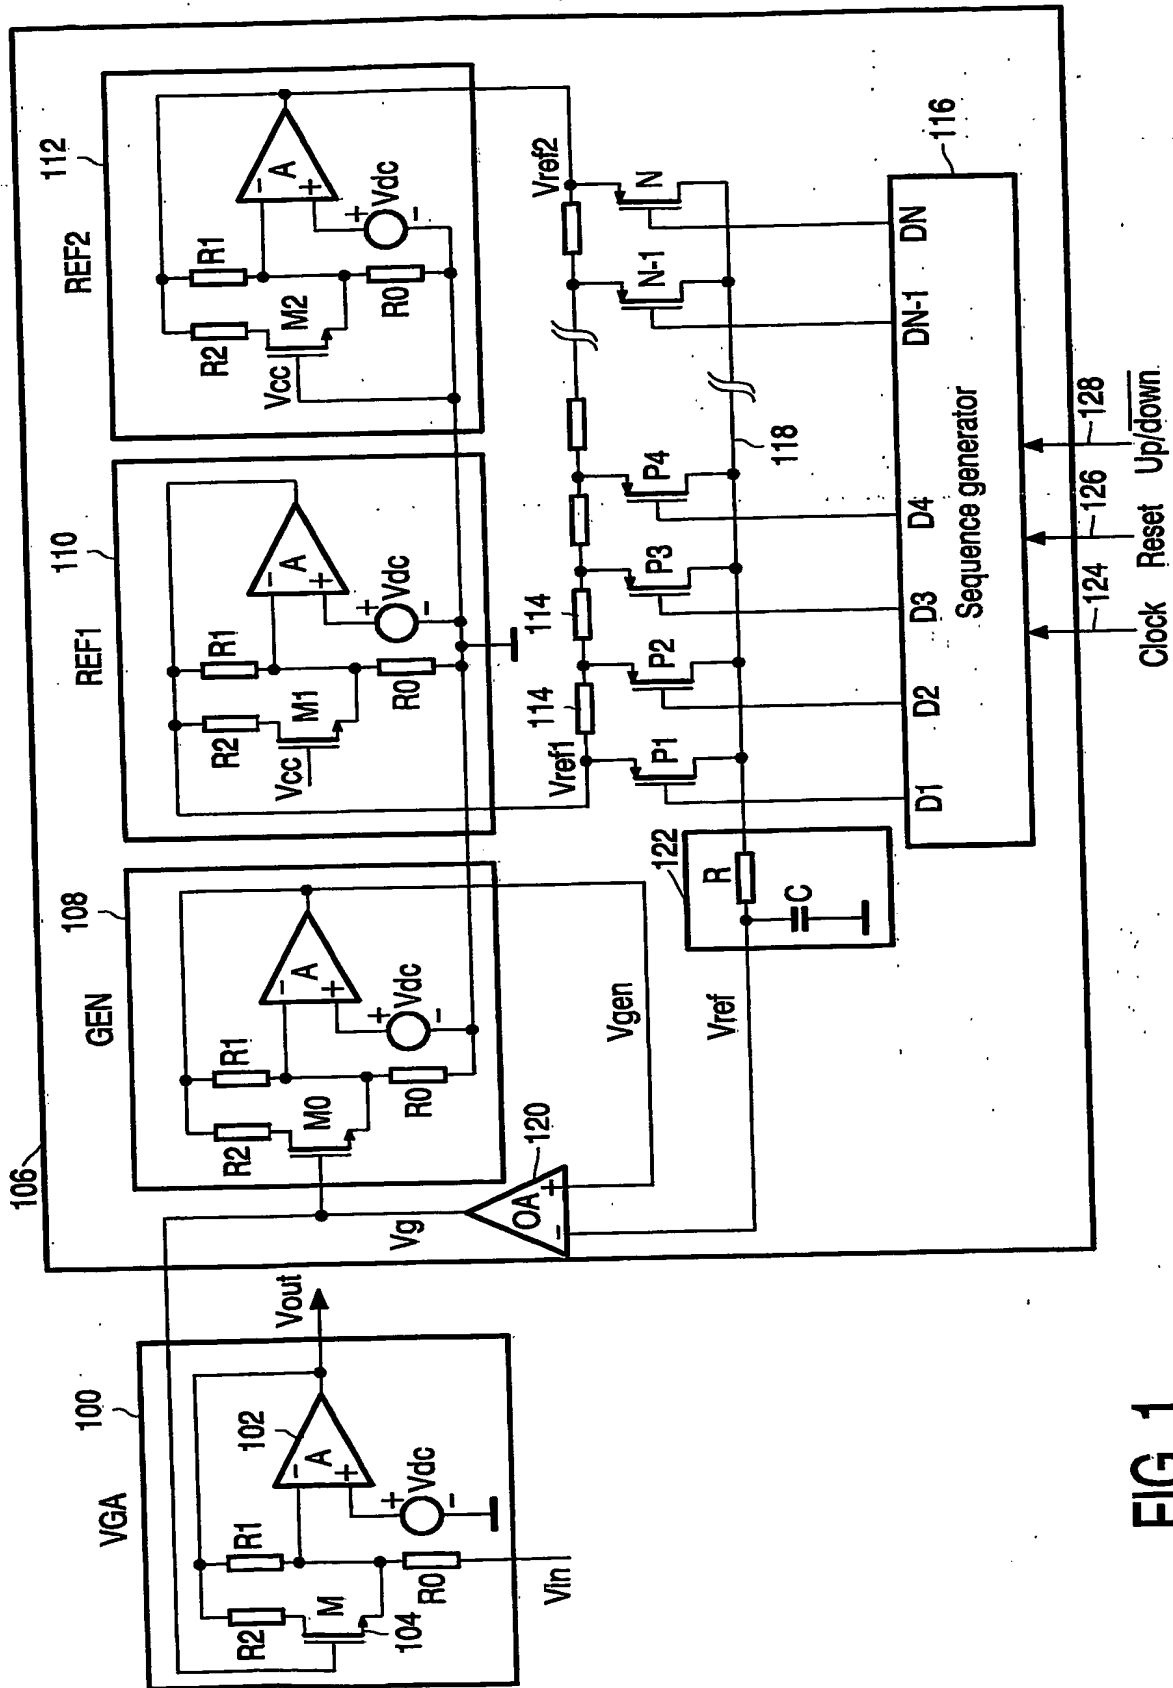 106
VGA
100
R2
R1
M
104
R0
Vin
102
A
-
+
+
Vdc
-
Vout
GEN
108
R2
R1
M0
R0
A
-
+
+
Vdc
-
Vg
OA
-
+
120
Vgen
Vref
REF1
110
R2
R1
M1
Vcc
R0
A
-
+
+
Vdc
-
REF2
112
R2
R1
M2
Vcc
R0
A
-
+
+
Vdc
-
Vref1
114
114
Vref2
P1
P2
P3
P4
N-1
N
118
122
R
C
D1
D2
D3
D4
DN-1
DN
116
Sequence generator
124
126
128
Clock
Reset
Up/down
FIG 1